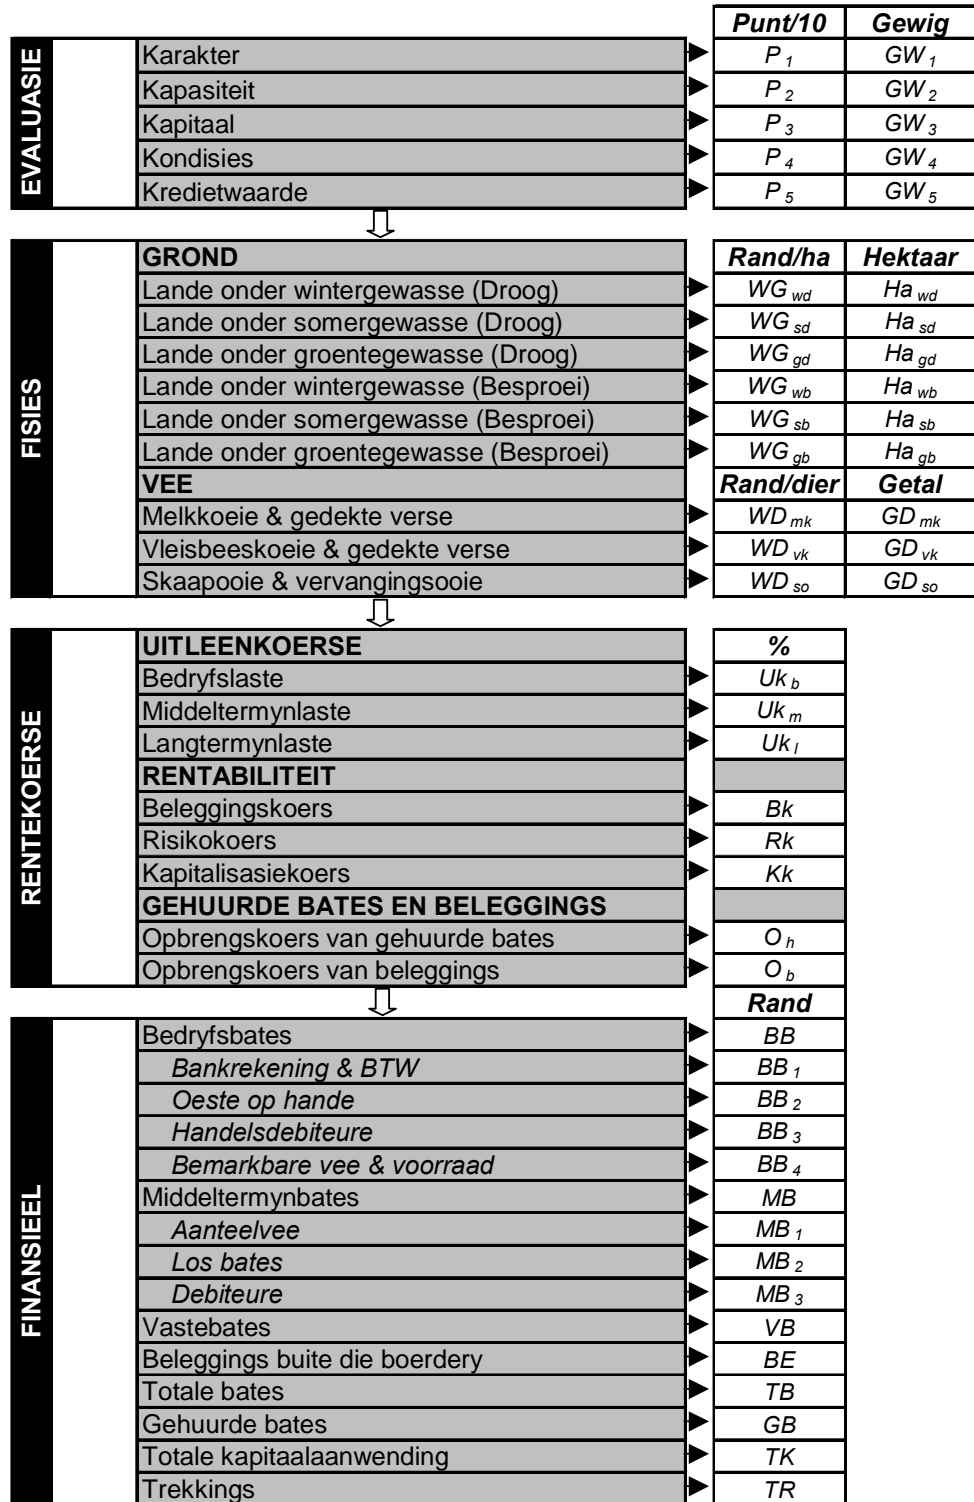 Punt/10 Gewig
EVALUASIE
Karakter P 1 GW 1
Kapasiteit P 2 GW 2
Kapitaal P 3 GW 3
Kondisies P 4 GW 4
Kredietwaarde P 5 GW 5
FISIES
GROND Rand/ha Hektaar
Lande onder wintergewasse (Droog) WG wd Ha wd
Lande onder somergewasse (Droog) WG sd Ha sd
Lande onder groentegewasse (Droog) WG gd Ha gd
Lande onder wintergewasse (Besproei) WG wb Ha wb
Lande onder somergewasse (Besproei) WG sb Ha sb
Lande onder groentegewasse (Besproei) WG gb Ha gb
VEE Rand/dier Getal
Melkkoeie & gedekte verse WD mk GD mk
Vleisbeeskoeie & gedekte verse WD vk GD vk
Skaapooie & vervangingsooie WD so GD so
RENTEKOERSE
UITLEENKOERSE %
Bedryfslaste Uk b
Middeltermynlaste Uk m
Langtermynlaste Uk l
RENTABILITEIT
Beleggingskoers Bk
Risikokoers Rk
Kapitalisasiekoers Kk
GEHUURDE BATES EN BELEGGINGS
Opbrengskoers van gehuurde bates O h
Opbrengskoers van beleggings O b
Rand
FINANSIEEL
Bedryfsbates BB
Bankrekening & BTW BB 1
Oeste op hande BB 2
Handelsdebiteure BB 3
Bemarkbare vee & voorraad BB 4
Middeltermynbates MB
Aanteelvee MB 1
Los bates MB 2
Debiteure MB 3
Vastebates VB
Beleggings buite die boerdery BE
Totale bates TB
Gehuurde bates GB
Totale kapitaalaanwending TK
Trekkings TR